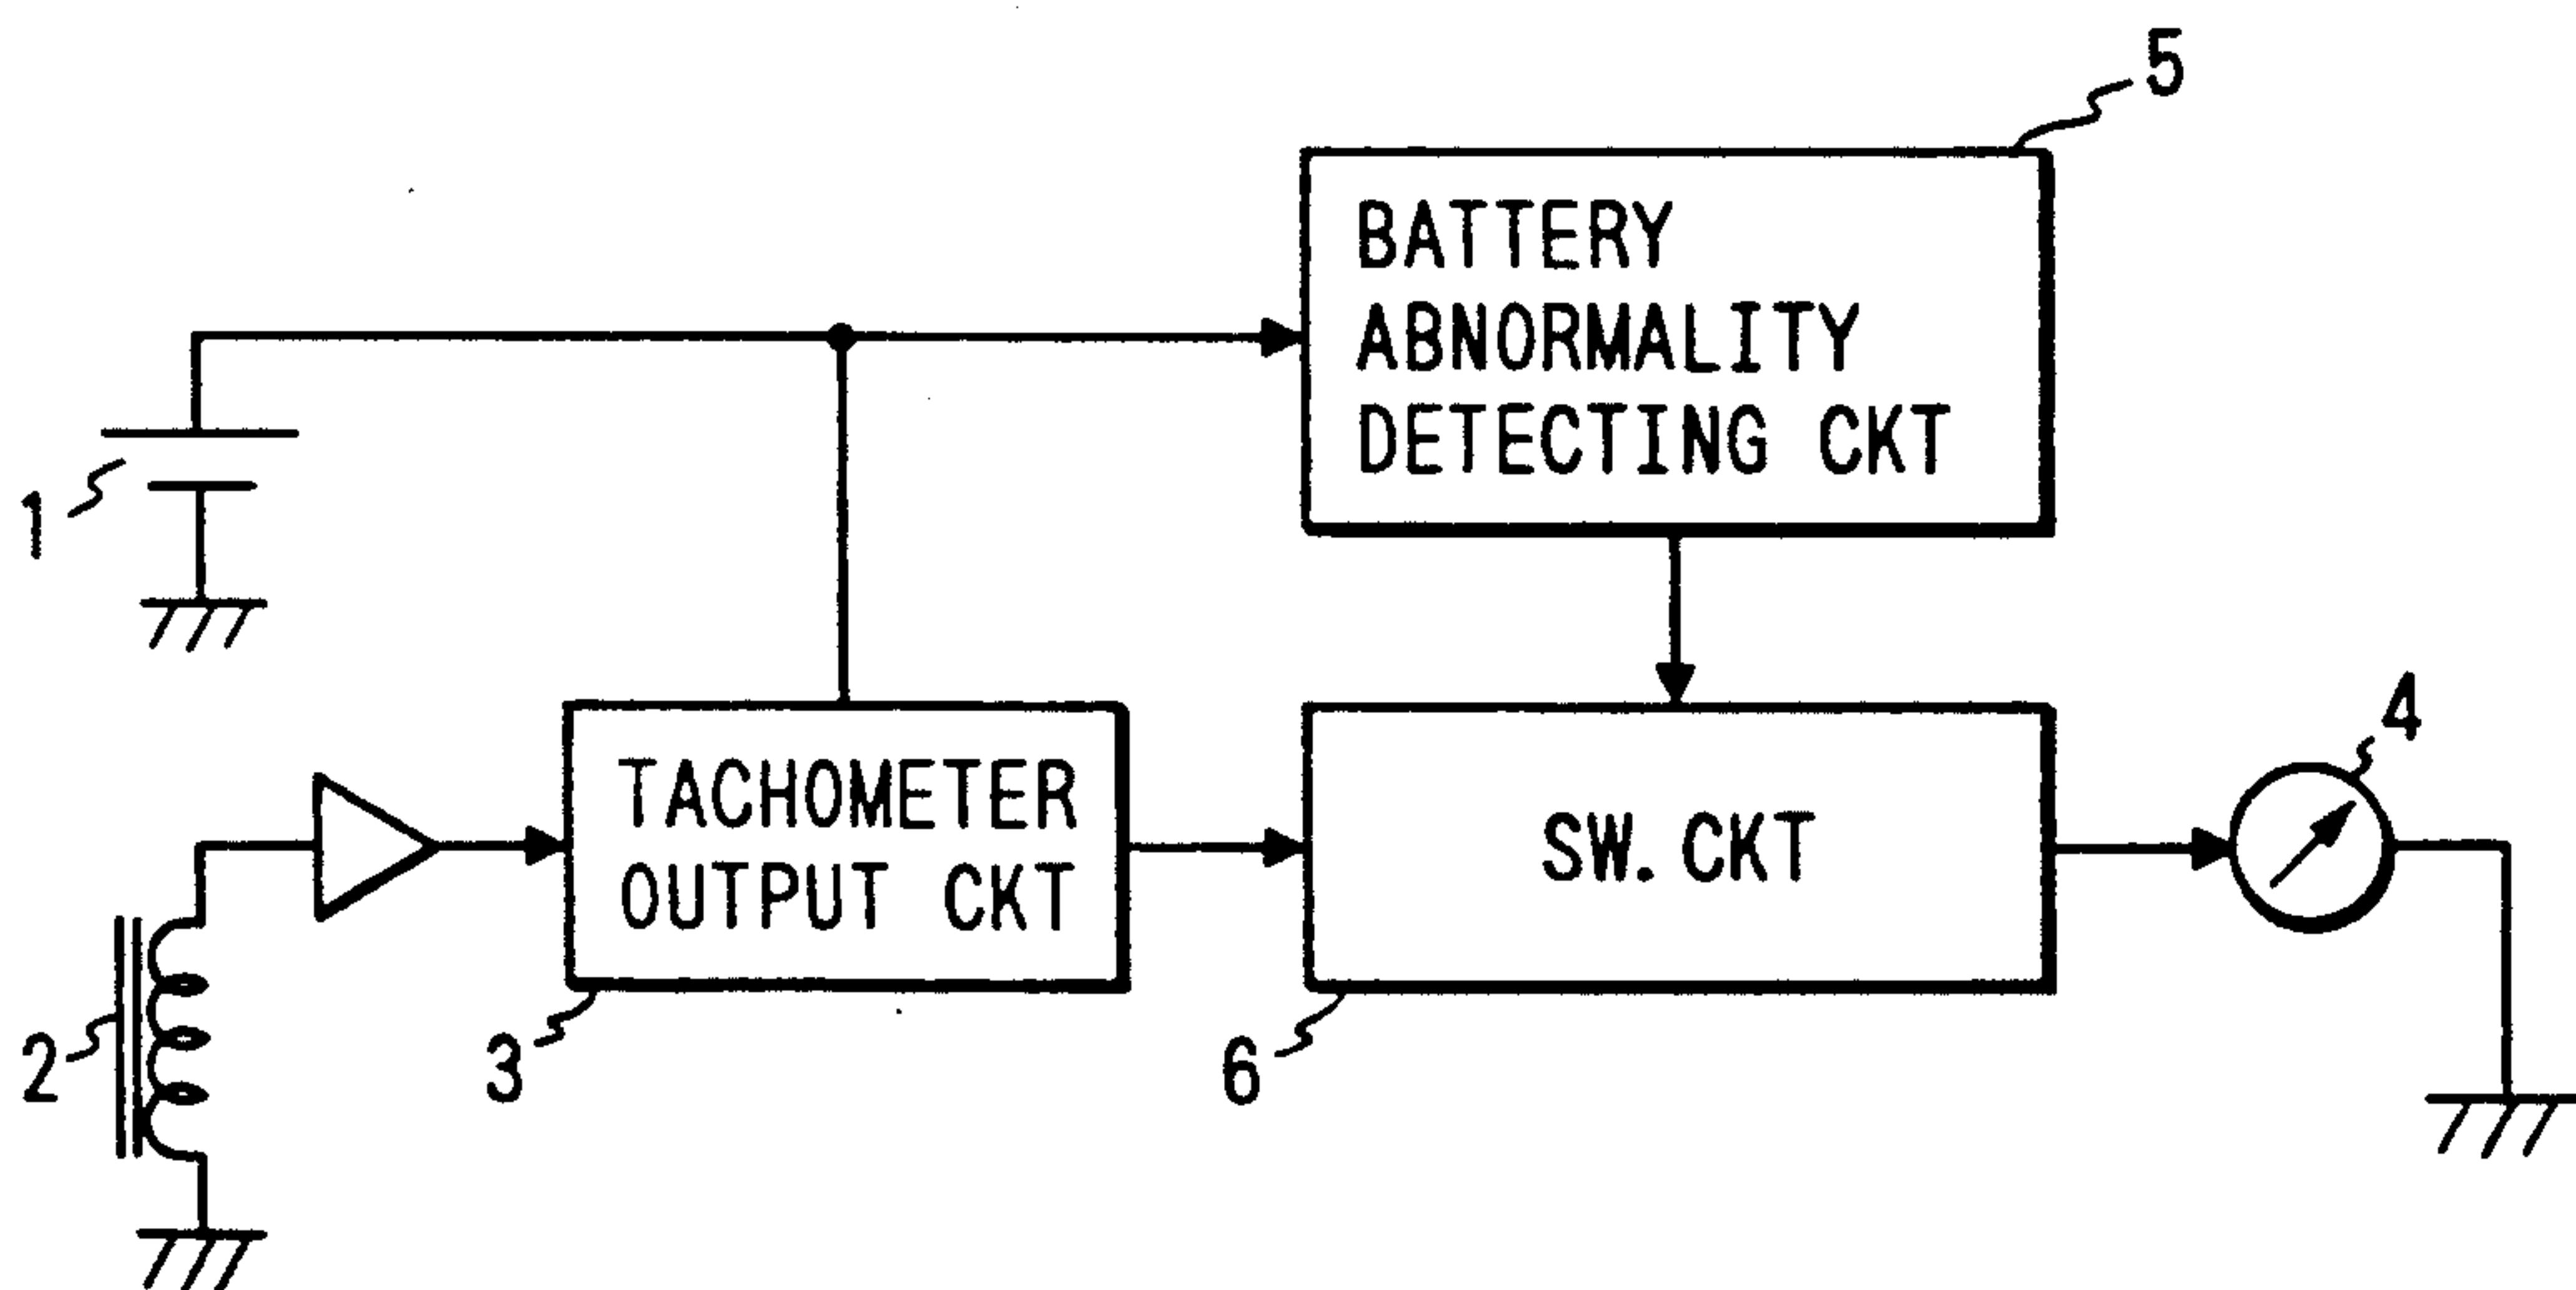 5
BATTERY
ABNORMALITY
DETECTING CKT
1
4
TACHOMETER
OUTPUT CKT
SW. CKT
2
3
6